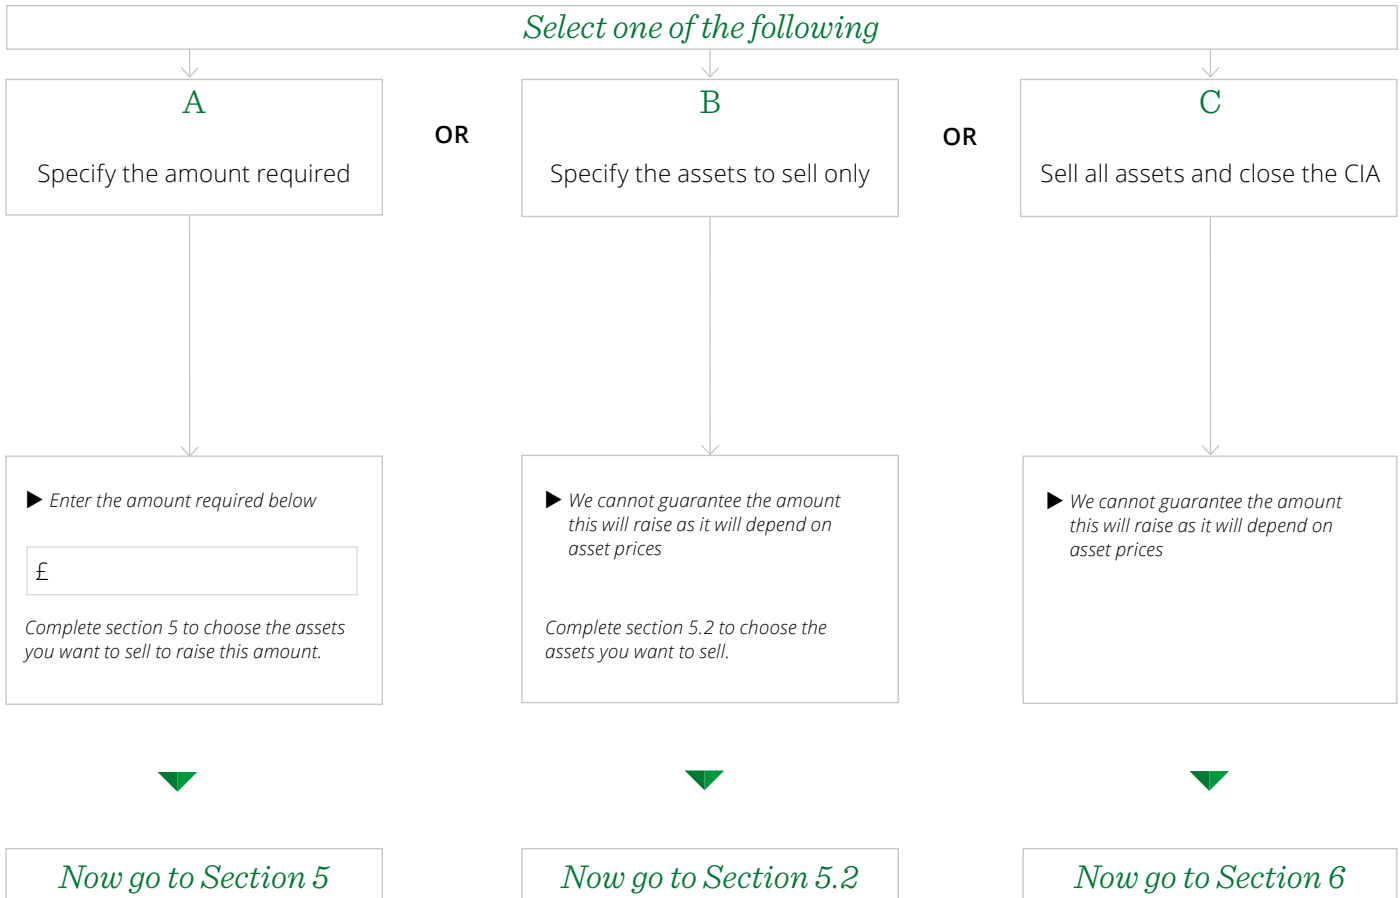 Select one of the following
A
Specify the amount required
OR
B
Specify the assets to sell only
OR
C
Sell all assets and close the CIA
▶ Enter the amount required below
£
Complete section 5 to choose the assets
you want to sell to raise this amount.
▶ We cannot guarantee the amount
this will raise as it will depend on
asset prices
Complete section 5.2 to choose the
assets you want to sell.
▶ We cannot guarantee the amount
this will raise as it will depend on
asset prices
Now go to Section 5
Now go to Section 5.2
Now go to Section 6